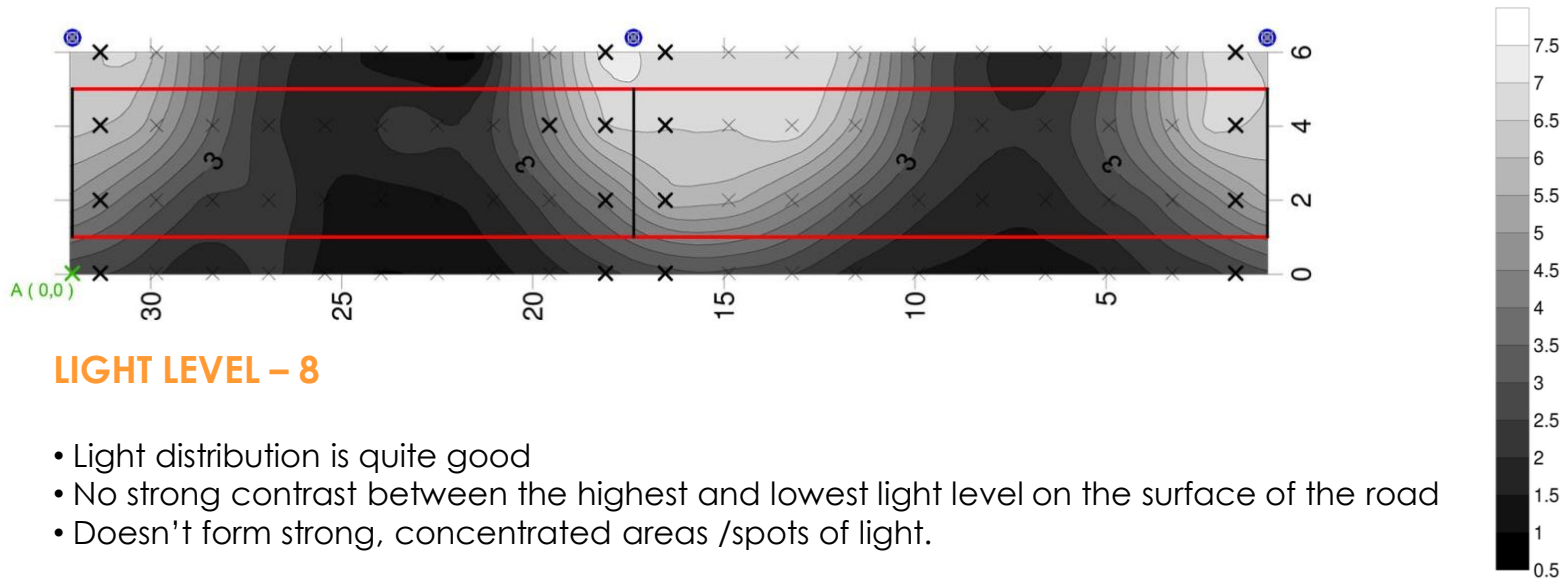 6
4
2
0
3 3 3 3
A ( 0,0 )
30 25 20 15 10 5
7.5
7
6.5
6
5.5
5
4.5
4
3.5
3
2.5
2
1.5
1
0.5
LIGHT LEVEL – 8
• Light distribution is quite good
• No strong contrast between the highest and lowest light level on the surface of the road
• Doesn’t form strong, concentrated areas /spots of light.